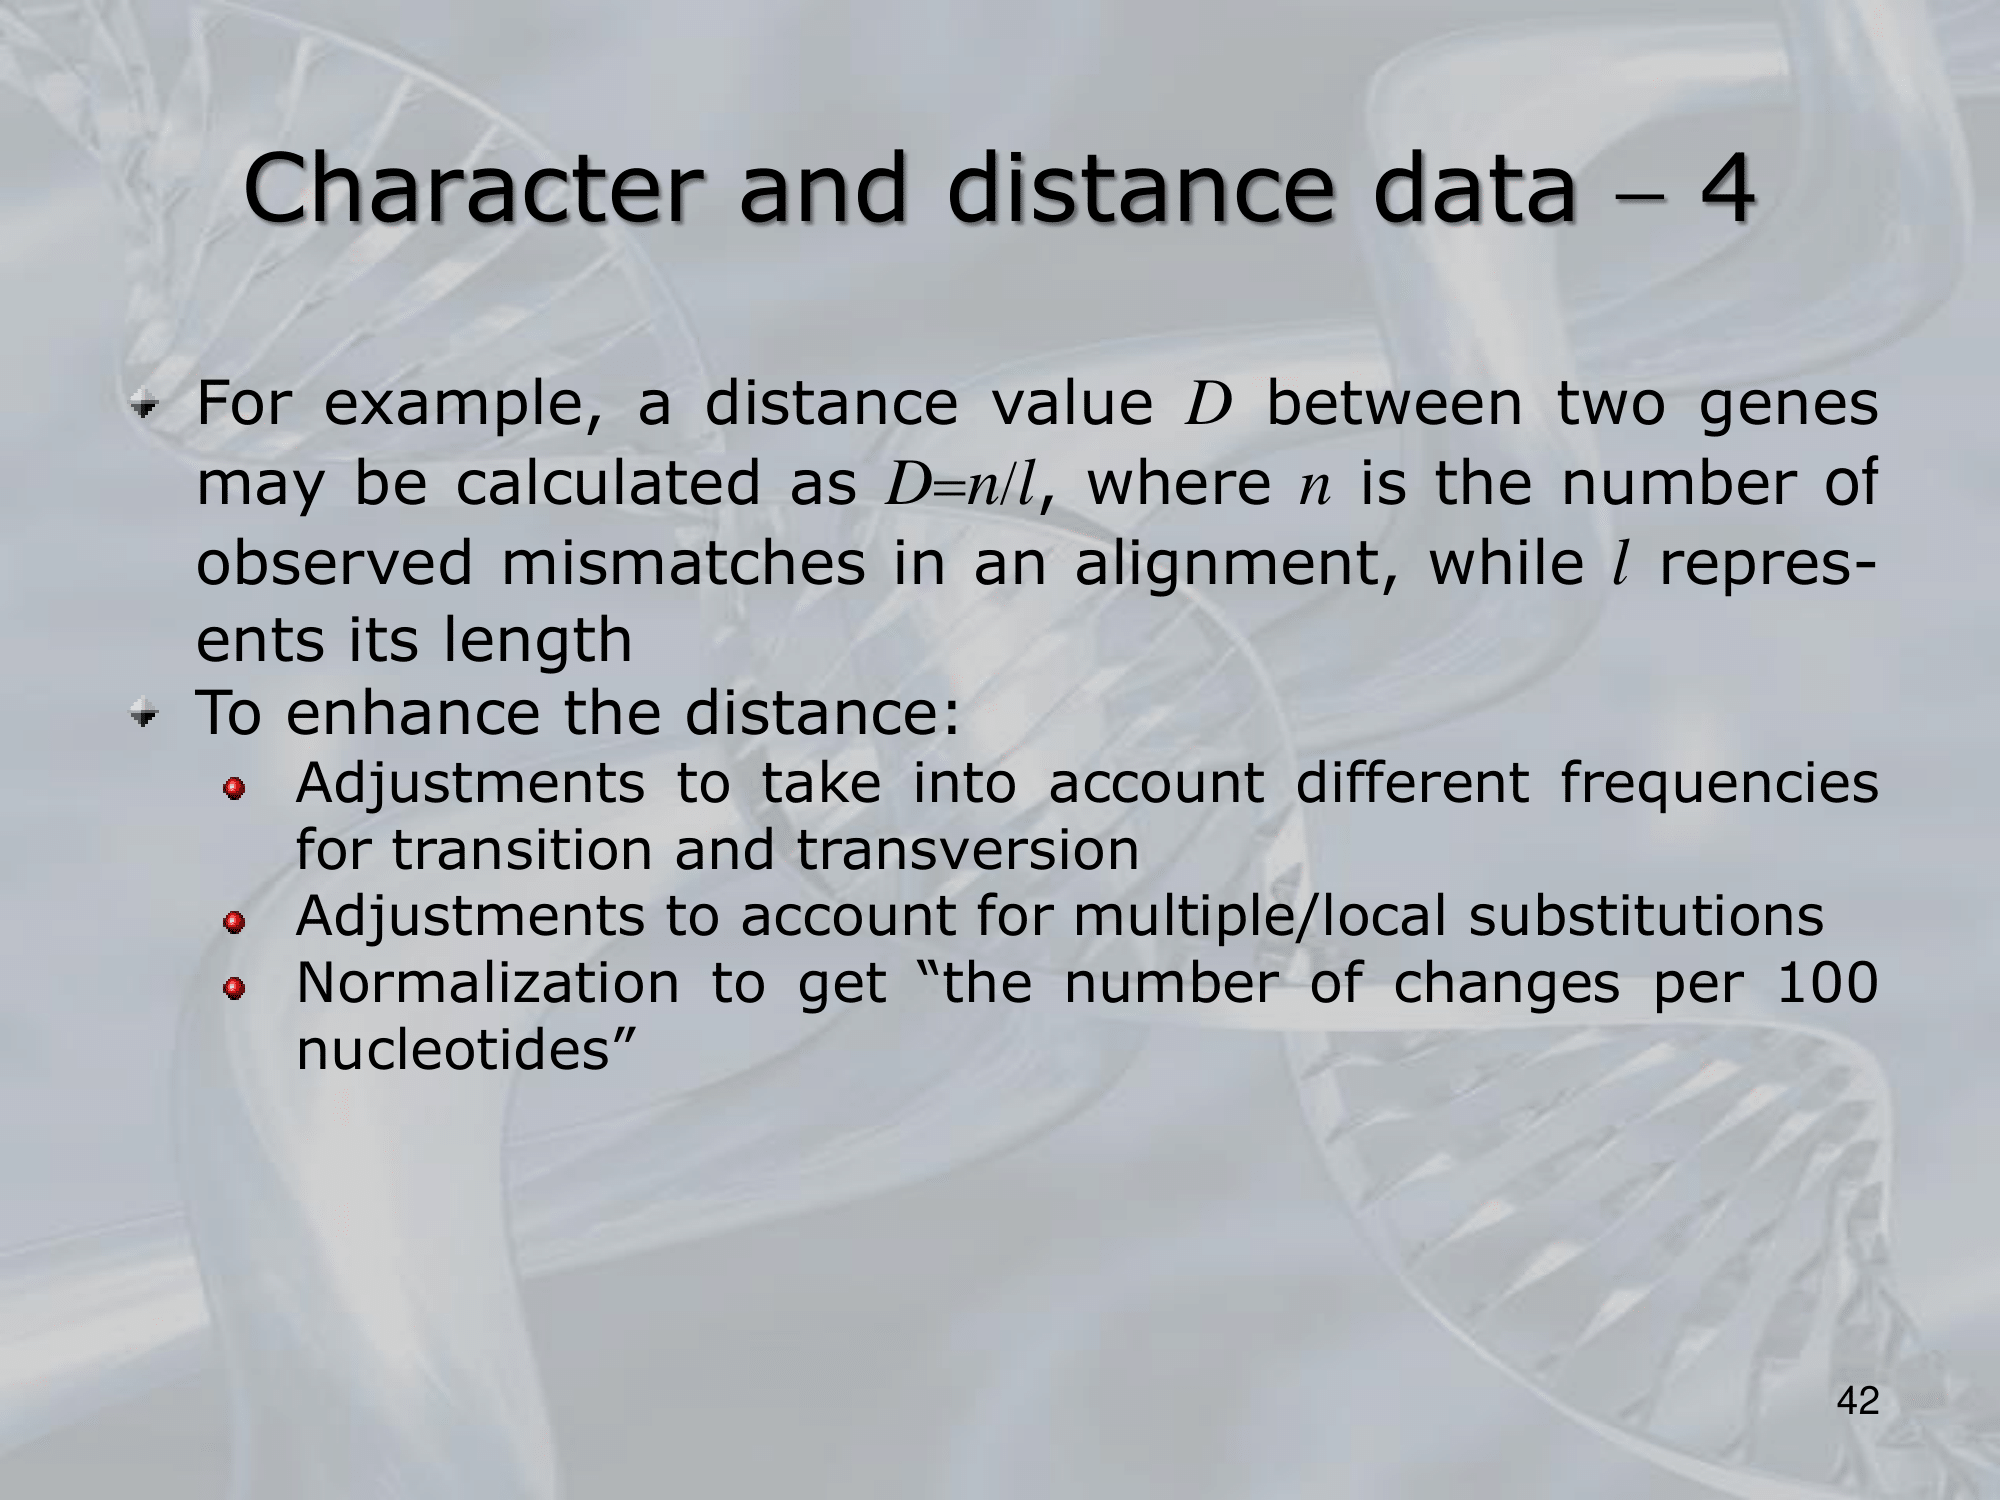 Character and distance data – 4
For example, a distance value D between two genes
may be calculated as D=n/l, where n is the number of
observed mismatches in an alignment, while l repres-
ents its length
To enhance the distance:
Adjustments to take into account different frequencies
for transition and transversion
Adjustments to account for multiple/local substitutions
Normalization to get “the number of changes per 100
nucleotides”
42